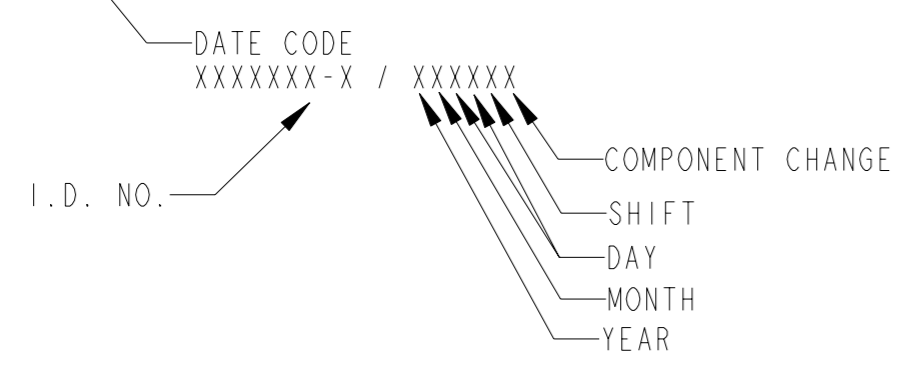 DATE CODE
XXXXXXX-X / XXXXXX
COMPONENT CHANGE
I.D. NO.
SHIFT
DAY
MONTH
YEAR